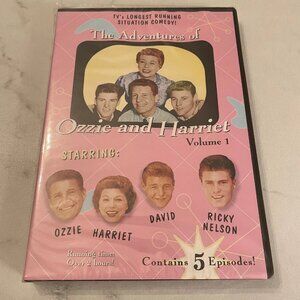 TV's LONGEST RUNNING
SITUATION COMEDY!
The Adventures of
Ozzie and Harriet
Volume 1
STARRING:
OZZIE
HARRIET
DAVID
RICKY
NELSON
Running time:
Over 2 hours!
Contains 5 Episodes!